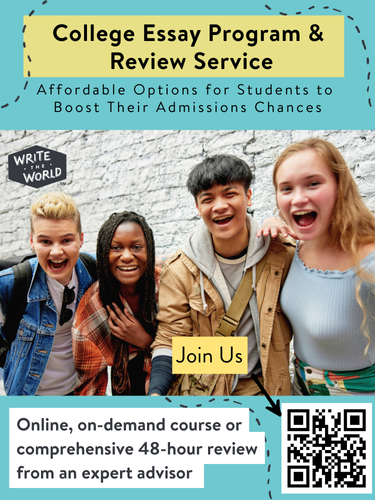 College Essay Program &
Review Service
Affordable Options for Students to
Boost Their Admissions Chances
WRITE
THE
WORLD
Join Us
Online, on-demand course or
comprehensive 48-hour review
from an expert advisor